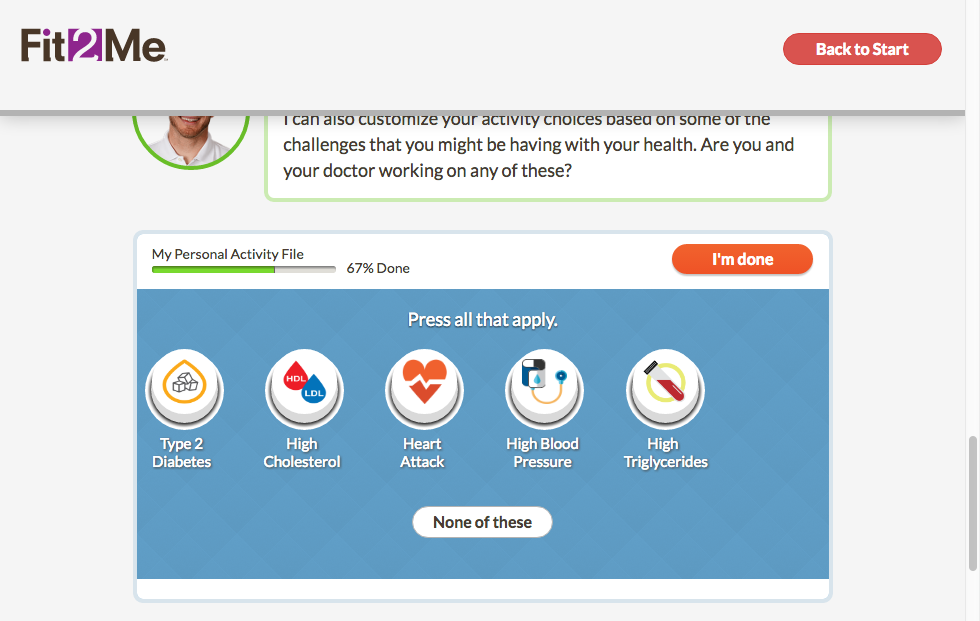 Fit2Me
Back to Start
I can also customize your activity choices based on some of the
challenges that you might be having with your health. Are you and
your doctor working on any of these?
My Personal Activity File
67% Done
I'm done
Press all that apply.
HDL
LDL
Type 2
Diabetes
High
Cholesterol
Heart
Attack
High Blood
Pressure
High
Triglycerides
None of these